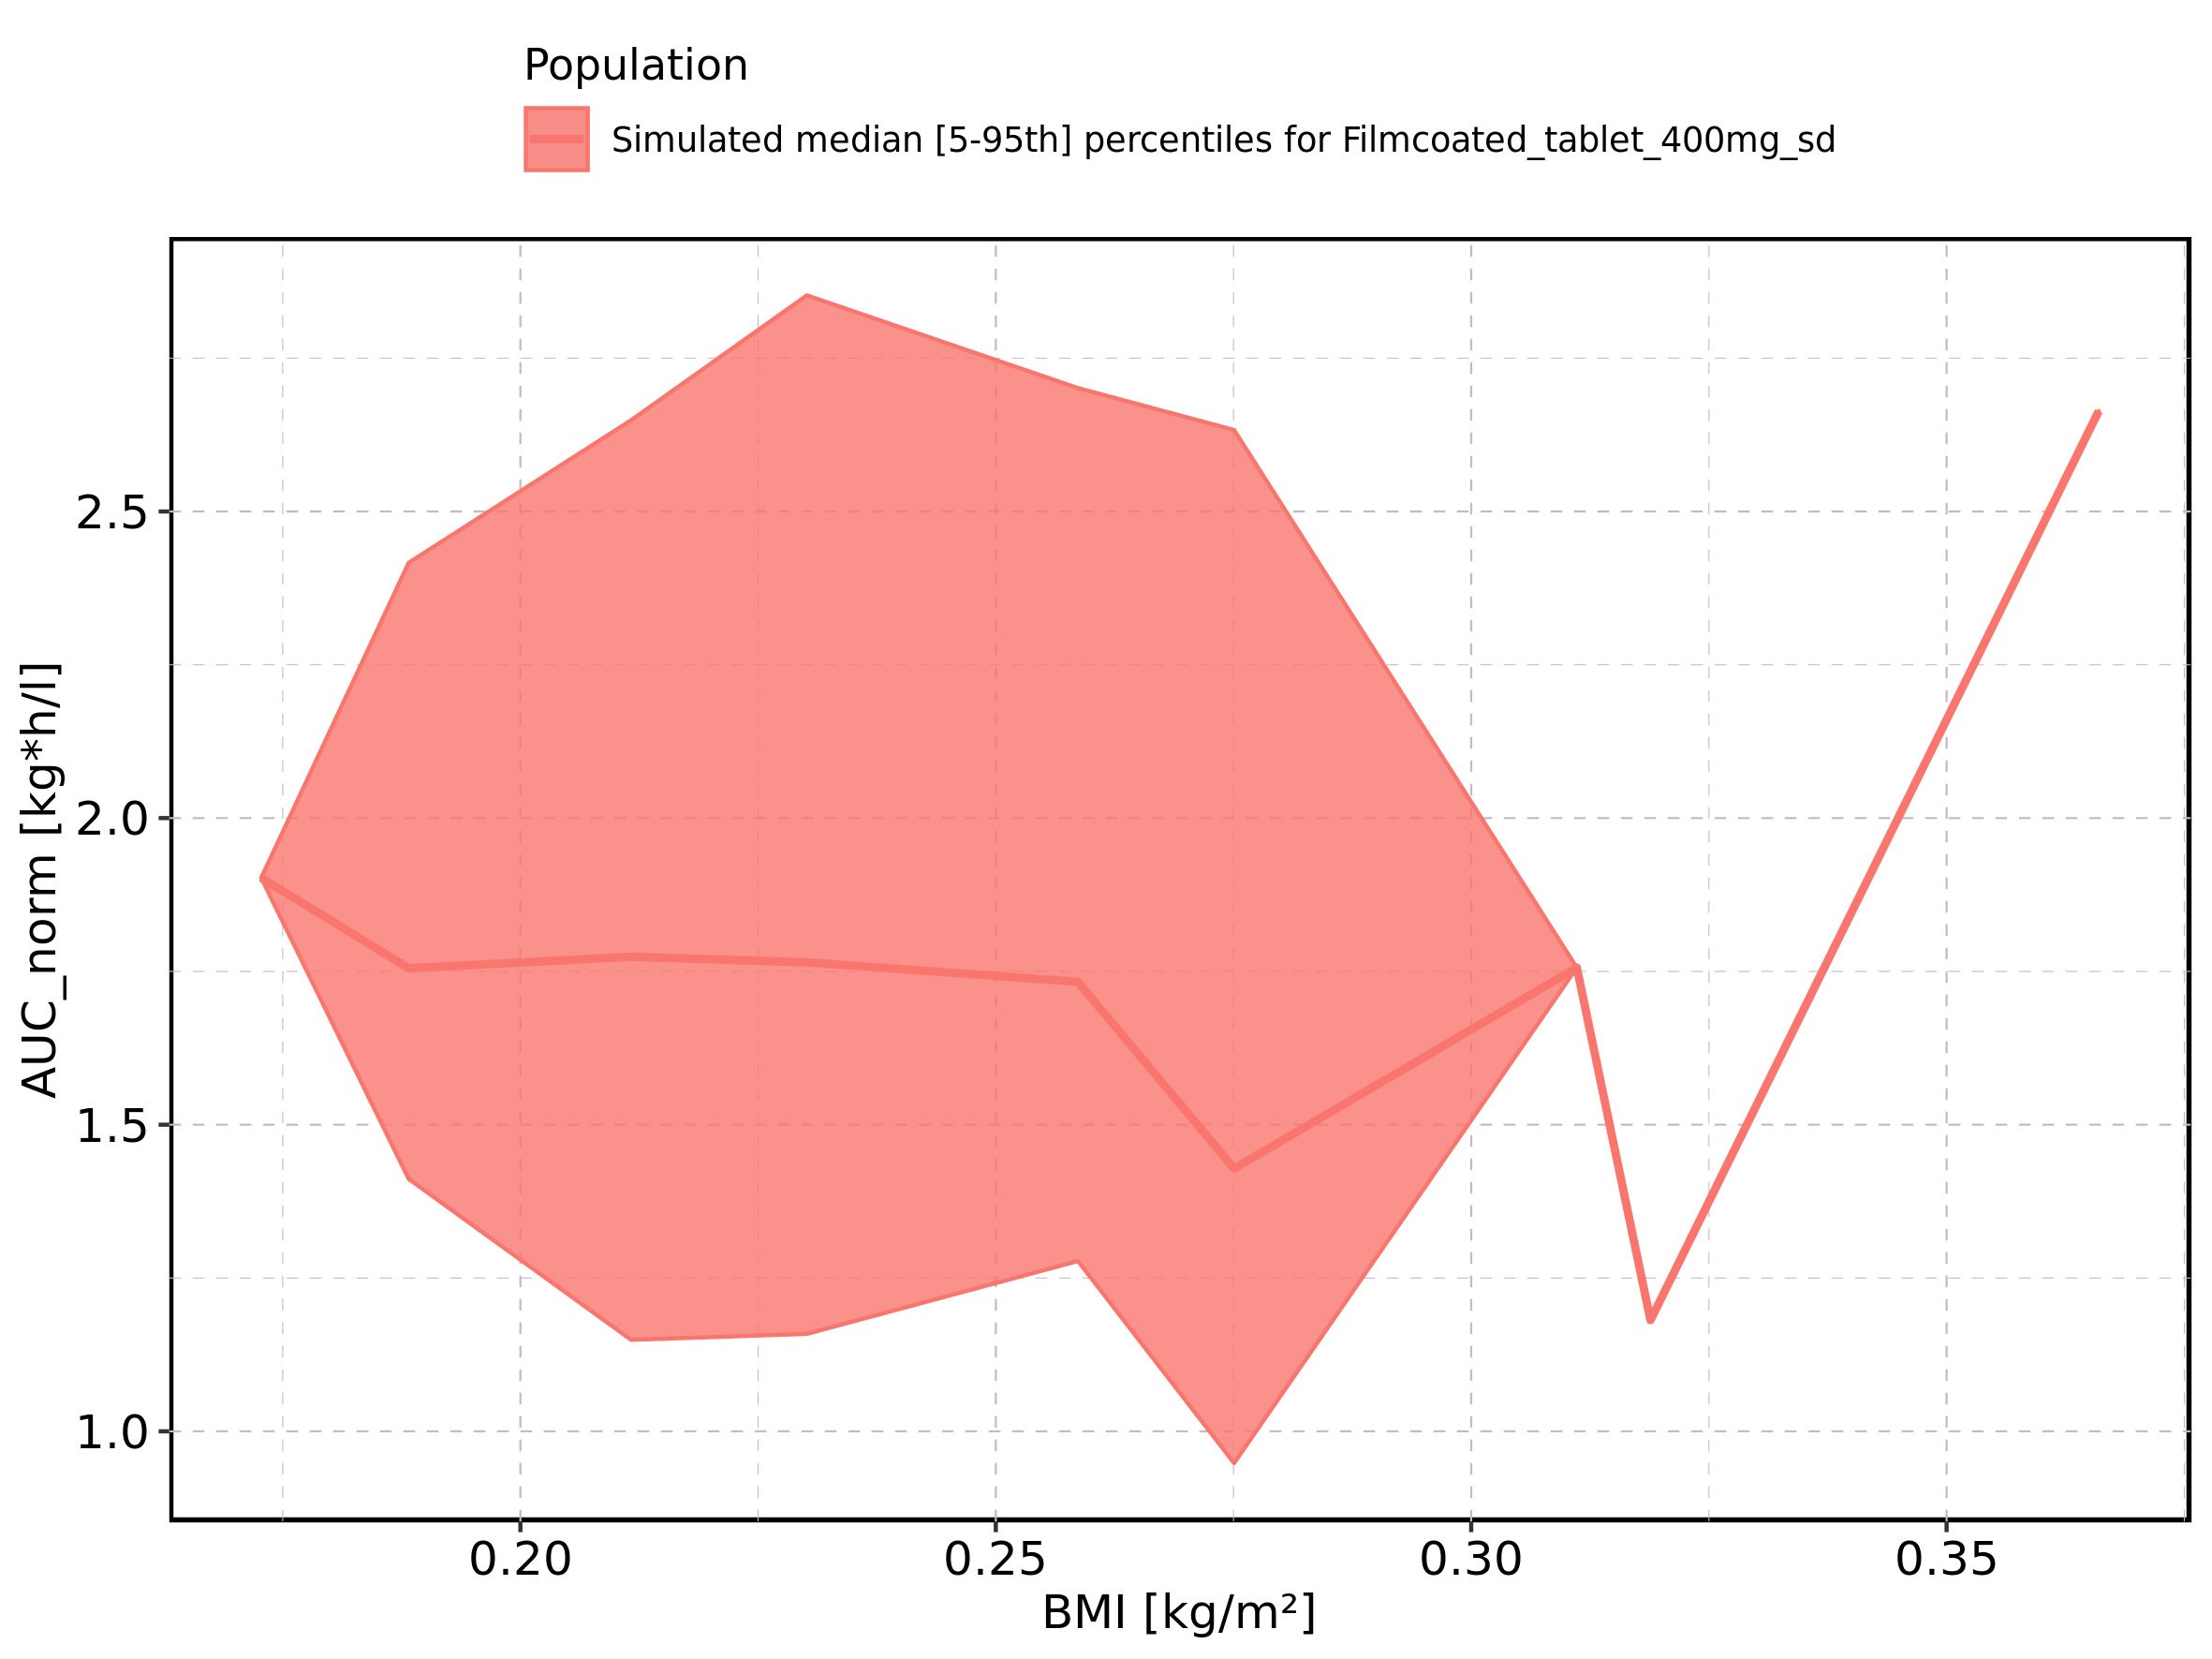 Population
Simulated median [5-95th] percentiles for Filmcoated_tablet_400mg_sd
AUC_norm [kg*h/l]
2.5
2.0
1.5
1.0
0.20 0.25 0.30 0.35
BMI [kg/m²]